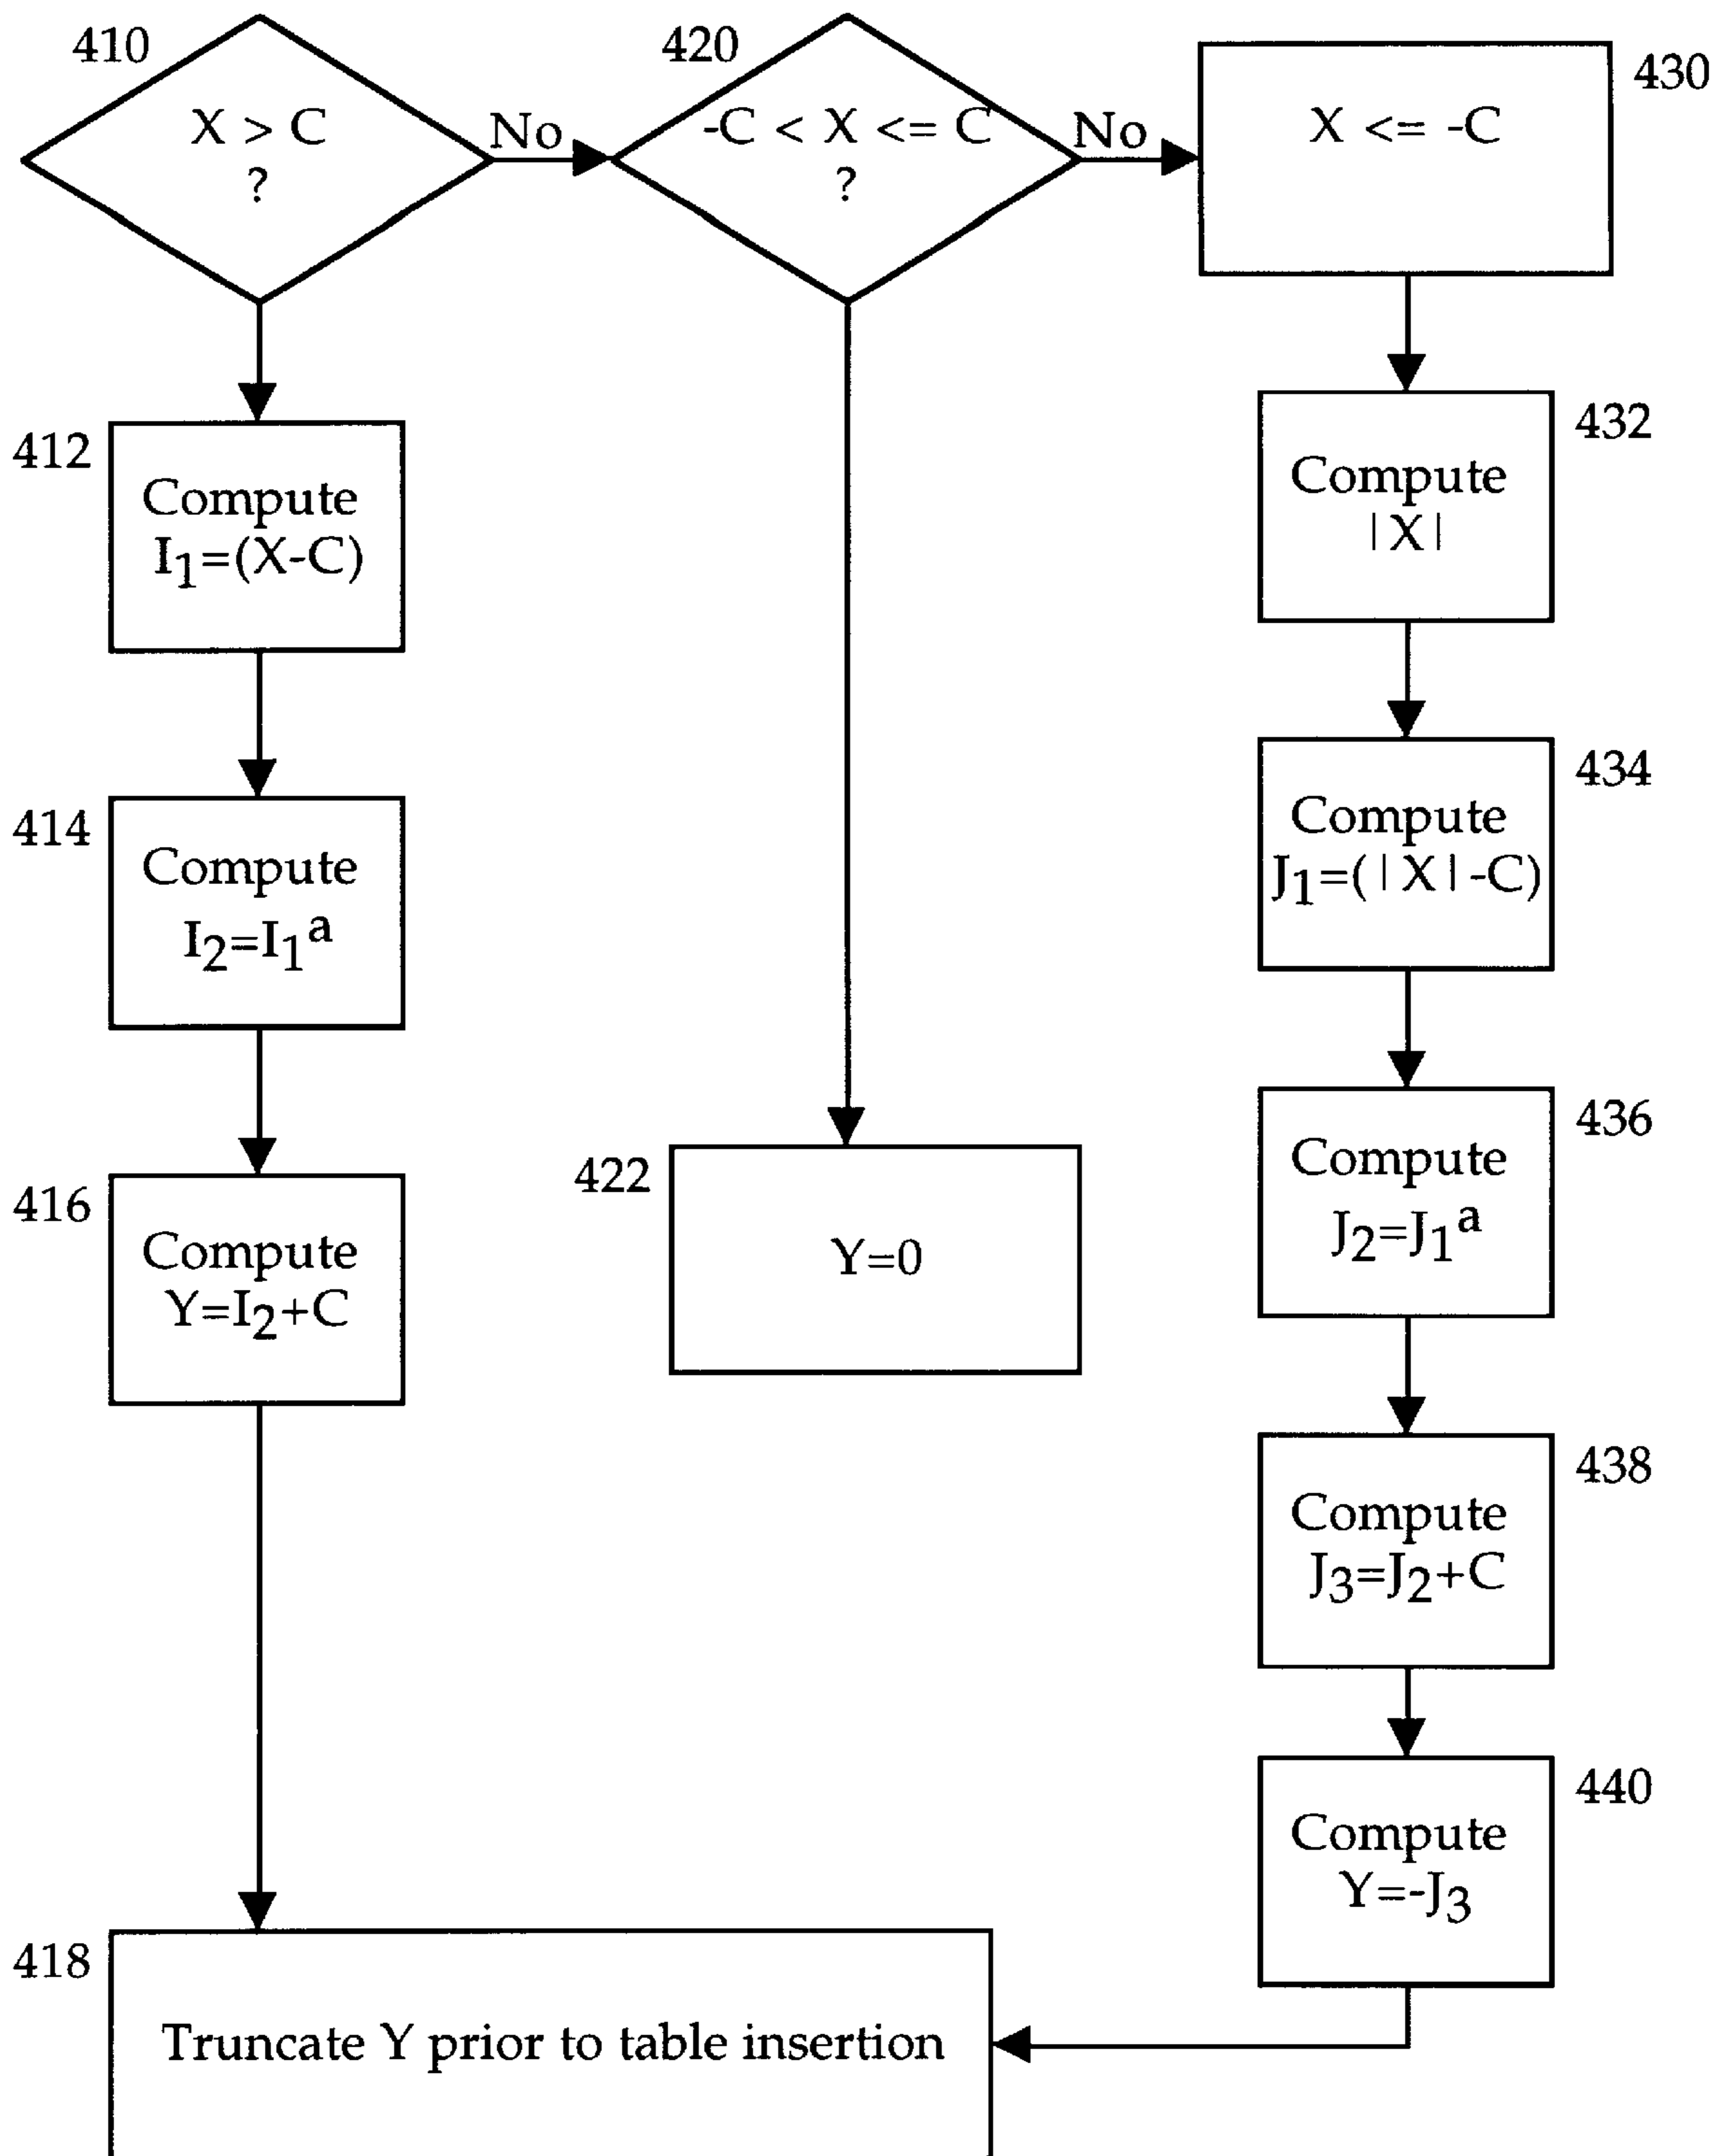 410
X > C
?
No
420
-C < X <= C
?
No
430
X <= -C
412
Compute
I₁=(X-C)
414
Compute
I₂=I₁ᵃ
416
Compute
Y=I₂+C
422
Y=0
432
Compute
|X|
434
Compute
J₁=(|X|-C)
436
Compute
J₂=J₁ᵃ
438
Compute
J₃=J₂+C
440
Compute
Y=-J₃
418
Truncate Y prior to table insertion